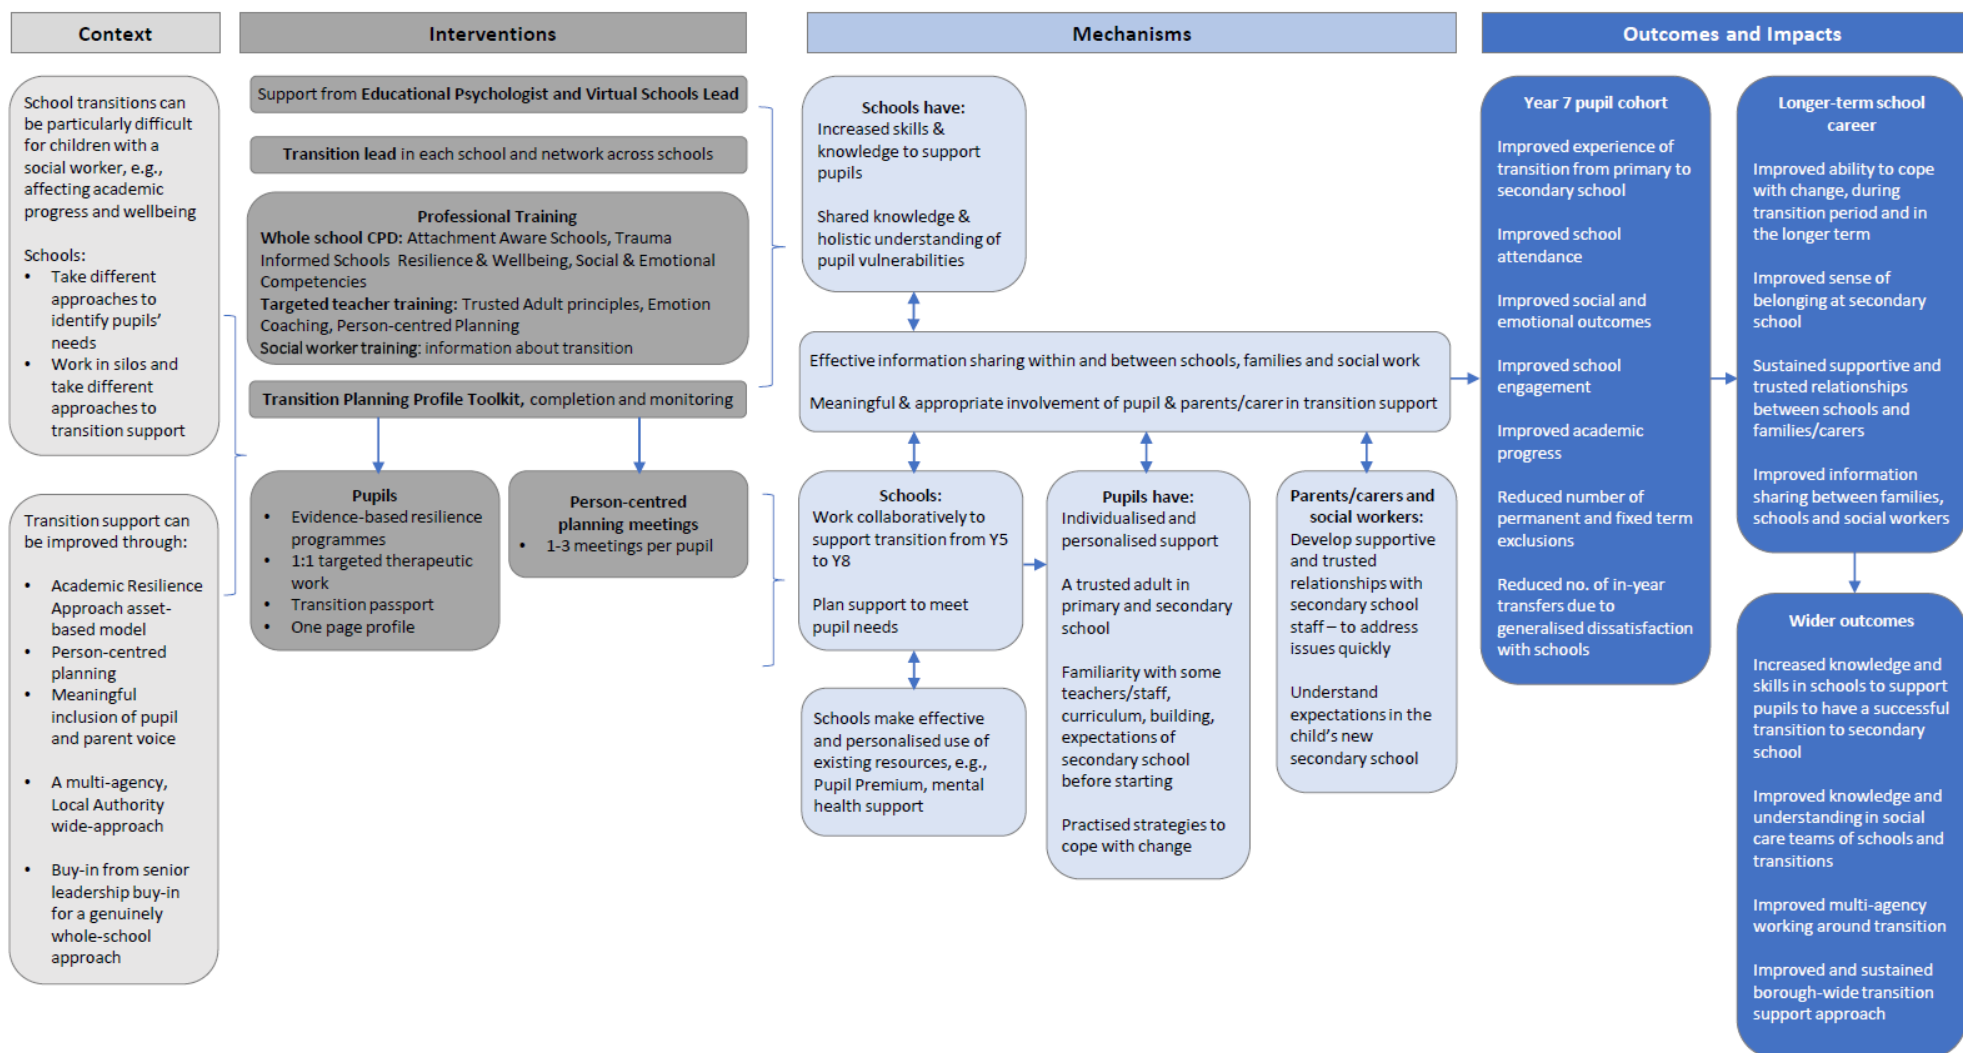 Context
Interventions
Mechanisms
Outcomes and Impacts
School transitions can
be particularly difficult
for children with a
social worker, e.g.,
affecting academic
progress and wellbeing
Schools:
• Take different
approaches to
identify pupils'
needs
• Work in silos and
take different
approaches to
transition support
Transition support can
be improved through:
• Academic Resilience
Approach asset-
based model
• Person-centred
planning
• Meaningful
inclusion of pupil
and parent voice
• A multi-agency,
Local Authority
wide-approach
• Buy-in from senior
leadership buy-in
for a genuinely
whole-school
approach
Support from Educational Psychologist and Virtual Schools Lead
Transition lead in each school and network across schools
Professional Training
Whole school CPD: Attachment Aware Schools, Trauma
Informed Schools Resilience & Wellbeing, Social & Emotional
Competencies
Targeted teacher training: Trusted Adult principles, Emotion
Coaching, Person-centred Planning
Social worker training: information about transition
Transition Planning Profile Toolkit, completion and monitoring
Pupils
• Evidence-based resilience
programmes
• 1:1 targeted therapeutic
work
• Transition passport
• One page profile
Person-centred
planning meetings
• 1-3 meetings per pupil
Schools have:
Increased skills &
knowledge to support
pupils
Shared knowledge &
holistic understanding of
pupil vulnerabilities
Effective information sharing within and between schools, families and social work
Meaningful & appropriate involvement of pupil & parents/carer in transition support
Schools:
Work collaboratively to
support transition from Y5
to Y8
Plan support to meet
pupil needs
Schools make effective
and personalised use of
existing resources, e.g.,
Pupil Premium, mental
health support
Pupils have:
Individualised and
personalised support
A trusted adult in
primary and secondary
school
Familiarity with some
teachers/staff,
curriculum, building,
expectations of
secondary school
before starting
Practised strategies to
cope with change
Parents/carers and
social workers:
Develop supportive
and trusted
relationships with
secondary school
staff – to address
issues quickly
Understand
expectations in the
child's new
secondary school
Year 7 pupil cohort
Improved experience of
transition from primary to
secondary school
Improved school
attendance
Improved social and
emotional outcomes
Improved school
engagement
Improved academic
progress
Reduced number of
permanent and fixed term
exclusions
Reduced no. of in-year
transfers due to
generalised dissatisfaction
with schools
Longer-term school
career
Improved ability to cope
with change, during
transition period and in
the longer term
Improved sense of
belonging at secondary
school
Sustained supportive and
trusted relationships
between schools and
families/carers
Improved information
sharing between families,
schools and social workers
Wider outcomes
Increased knowledge and
skills in schools to support
pupils to have a successful
transition to secondary
school
Improved knowledge and
understanding in social
care teams of schools and
transitions
Improved multi-agency
working around transition
Improved and sustained
borough-wide transition
support approach